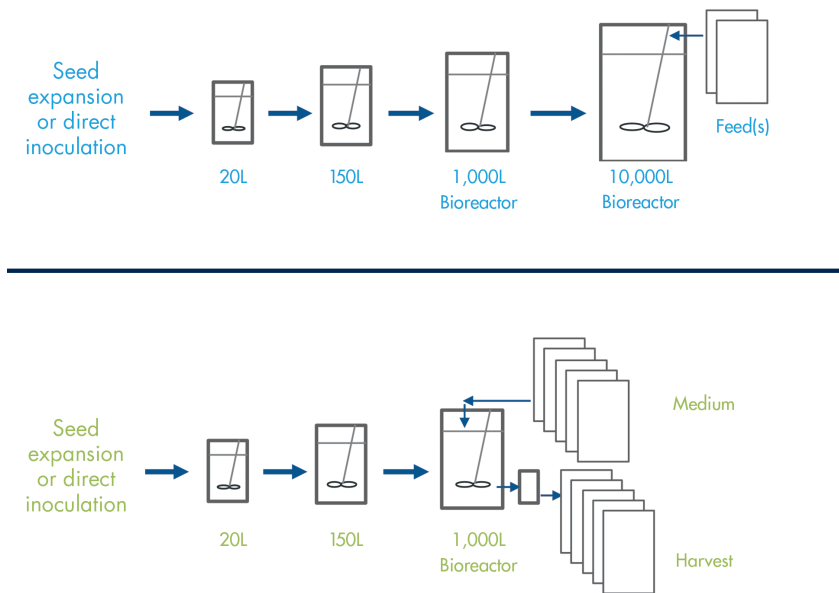 Seed
expansion
or direct
inoculation
20L
150L
1,000L
Bioreactor
10,000L
Bioreactor
Feed(s)
Seed
expansion
or direct
inoculation
20L
150L
1,000L
Bioreactor
Medium
Harvest